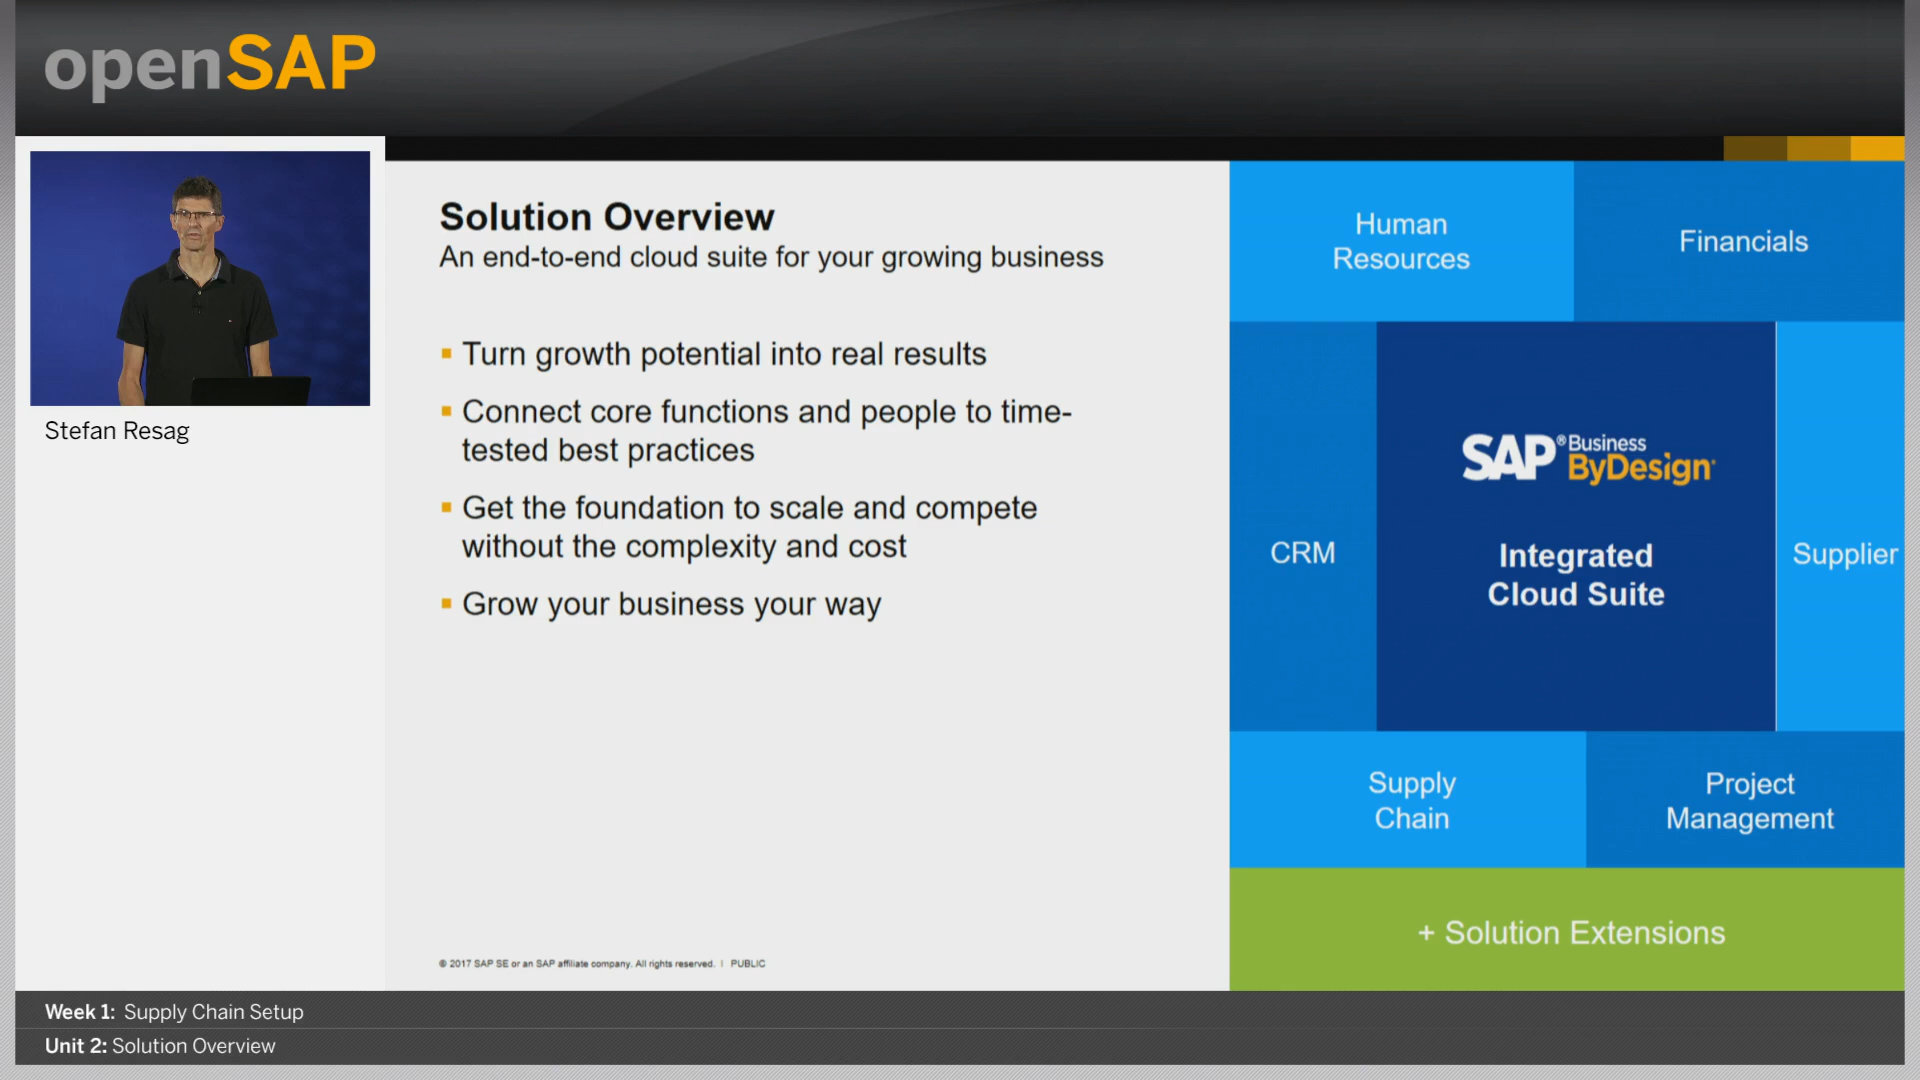 openSAP
Stefan Resag
Solution Overview
An end-to-end cloud suite for your growing business
▪ Turn growth potential into real results
▪ Connect core functions and people to time-
tested best practices
▪ Get the foundation to scale and compete
without the complexity and cost
▪ Grow your business your way
© 2017 SAP SE or an SAP affiliate company. All rights reserved. | PUBLIC
Human
Resources
Financials
CRM
SAP® Business
ByDesign®
Integrated
Cloud Suite
Supplier
Supply
Chain
Project
Management
+ Solution Extensions
Week 1: Supply Chain Setup
Unit 2: Solution Overview